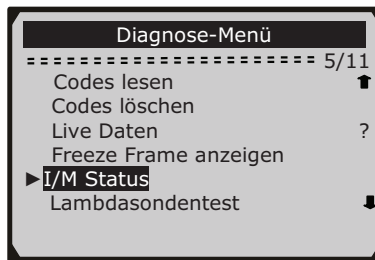 Diagnose-Menü
5/11
Codes lesen
Codes löschen
Live Daten ?
Freeze Frame anzeigen
I/M Status
Lambdasondentest